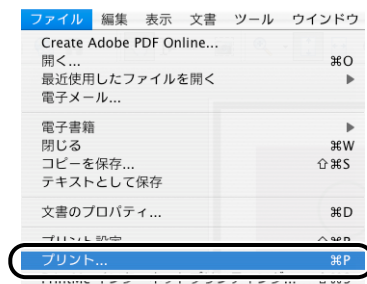 ファイル 編集 表示 文書 ツール ウインドウ
Create Adobe PDF Online...
開く... ⌘O
最近使用したファイルを開く ▶
電子メール...
電子書籍 ▶
閉じる ⌘W
コピーを保存... ⇧⌘S
テキストとして保存
文書のプロパティ... ⌘D
プリント... ⌘P